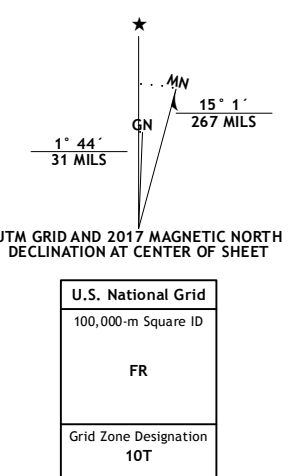 ★
MN
GN
15° 1´
267 MILS
1° 44´
31 MILS
UTM GRID AND 2017 MAGNETIC NORTH
DECLINATION AT CENTER OF SHEET
U.S. National Grid
100,000-m Square ID
FR
Grid Zone Designation
10T